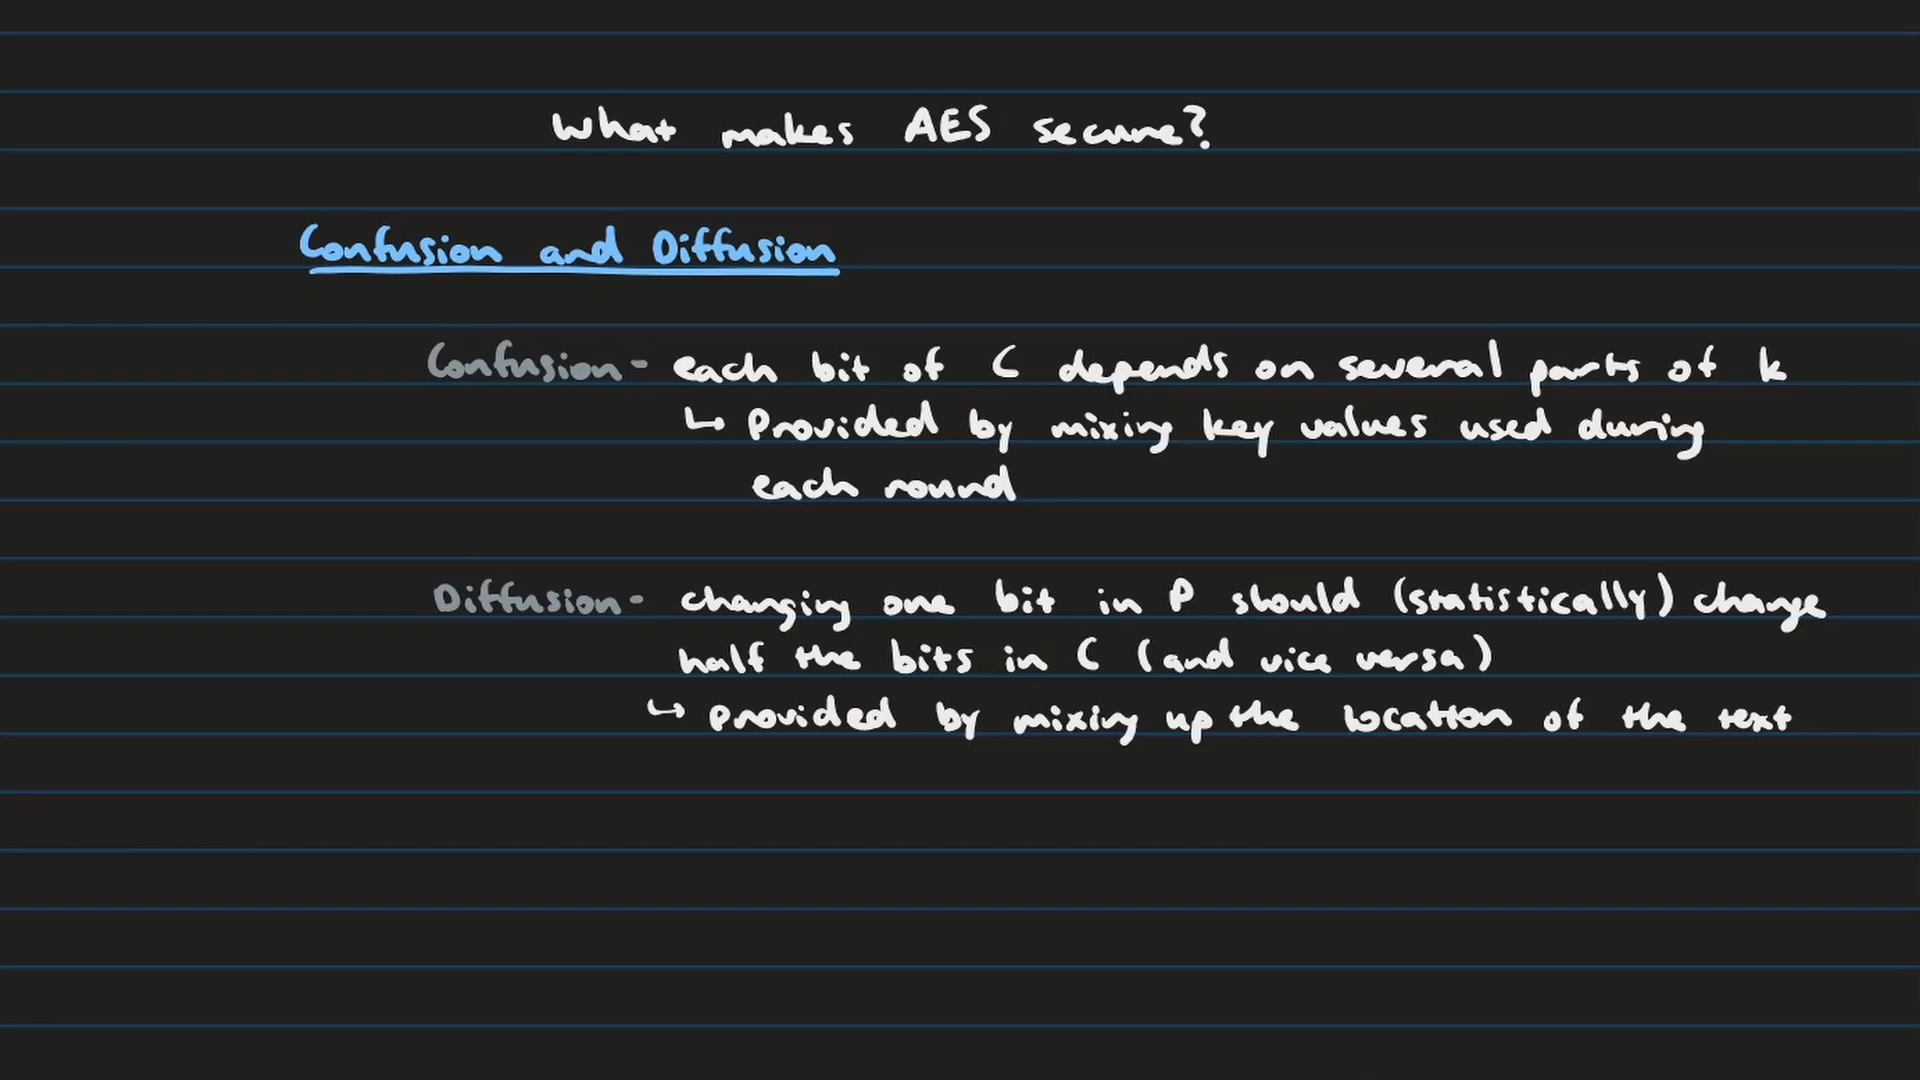 What makes AES secure?
Confusion and Diffusion
Confusion - each bit of C depends on several parts of k
↳ Provided by mixing key values used during
each round
Diffusion - changing one bit in P should (statistically) change
half the bits in C (and vice versa)
↳ Provided by mixing up the location of the text